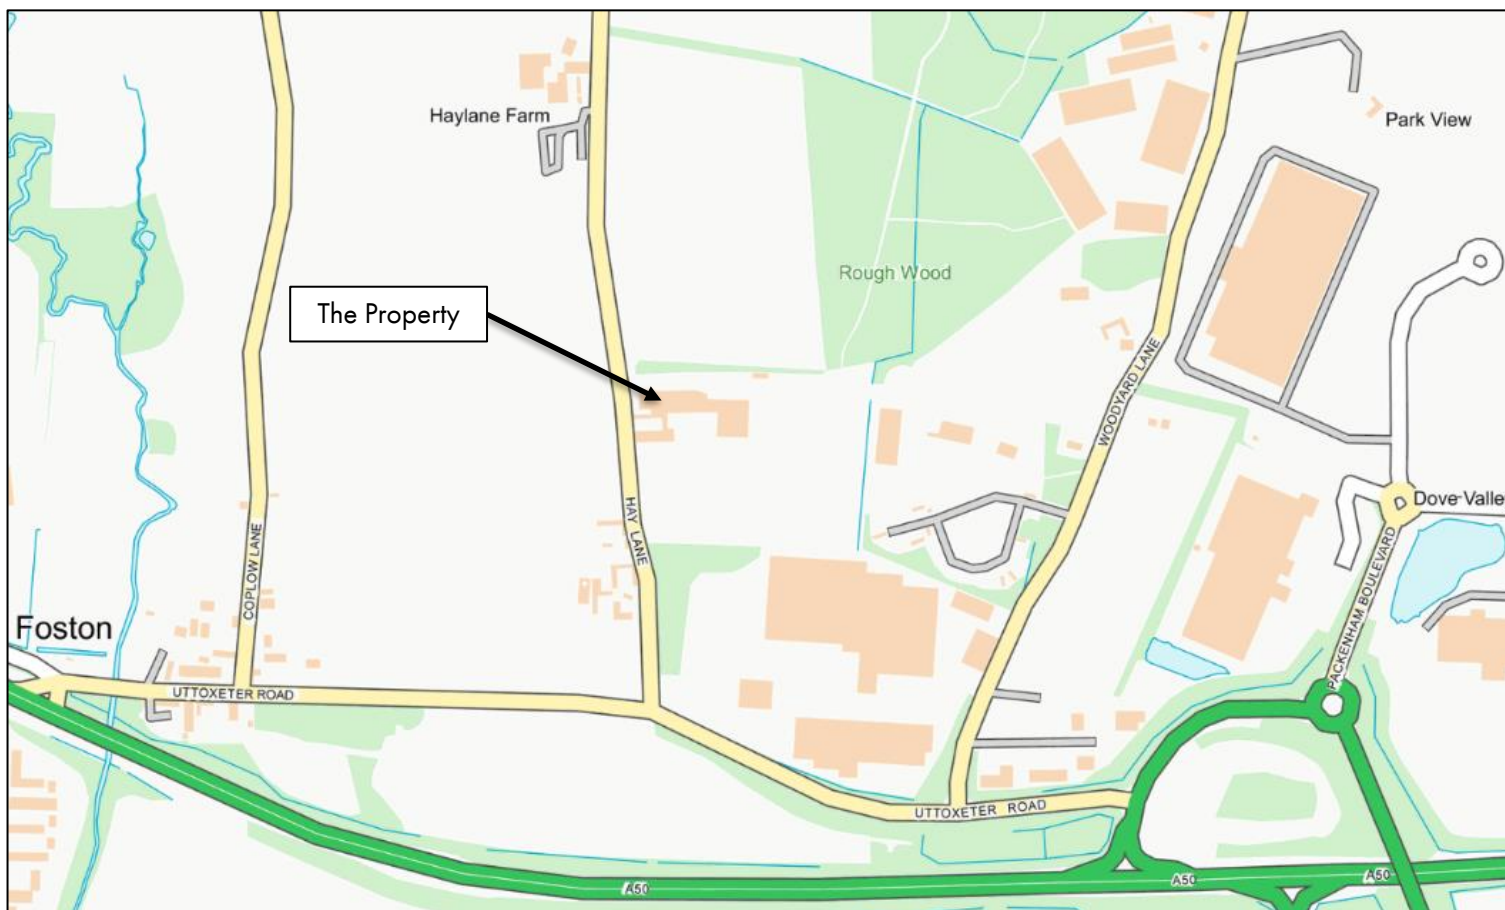 Haylane Farm
Park View
Rough Wood
The Property
WOODYARD LANE
HAY LANE
Dove Valle
COPLOW LANE
PACKENHAM BOULEVARD
Foston
UTTOXETER ROAD
UTTOXETER ROAD
A50
A50
A50